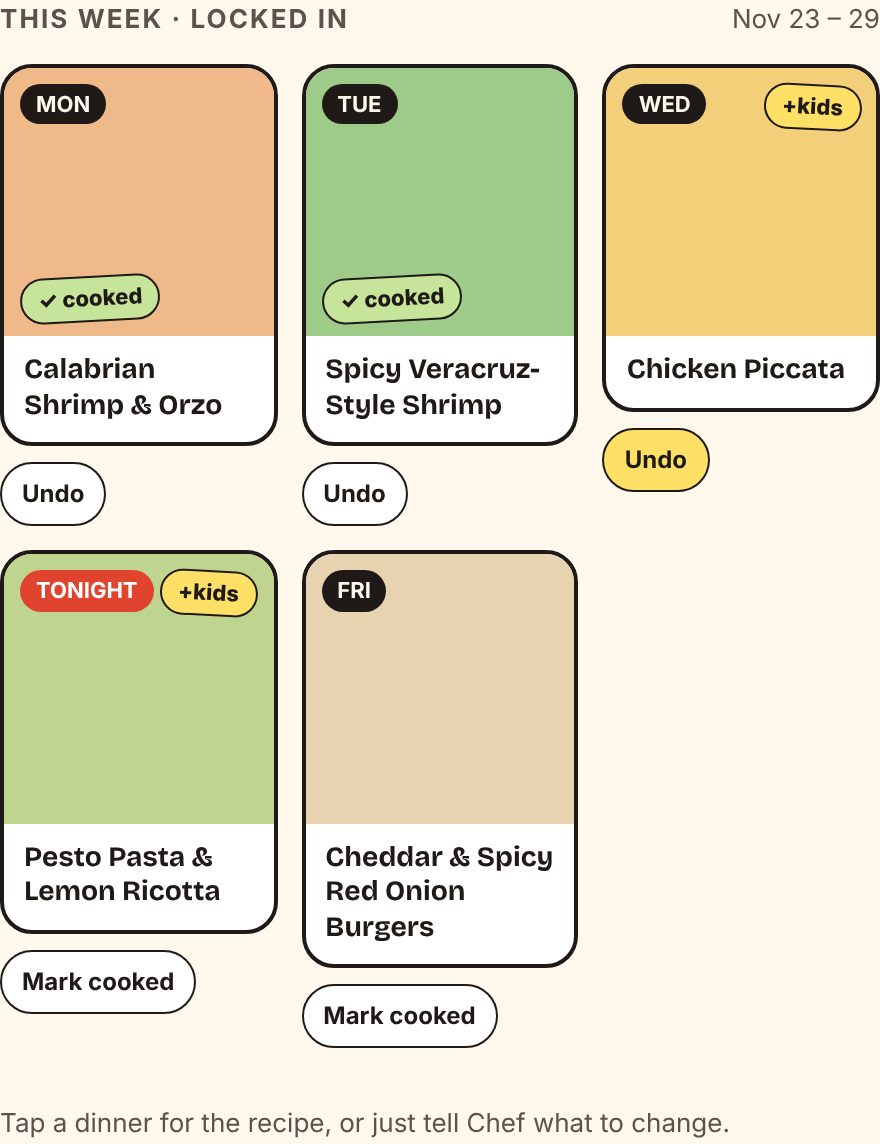 THIS WEEK · LOCKED IN
Nov 23 – 29
MON
✓ cooked
Calabrian
Shrimp & Orzo
Undo
TUE
✓ cooked
Spicy Veracruz-
Style Shrimp
Undo
WED
+kids
Chicken Piccata
Undo
TONIGHT
+kids
Pesto Pasta &
Lemon Ricotta
Mark cooked
FRI
Cheddar & Spicy
Red Onion
Burgers
Mark cooked
Tap a dinner for the recipe, or just tell Chef what to change.